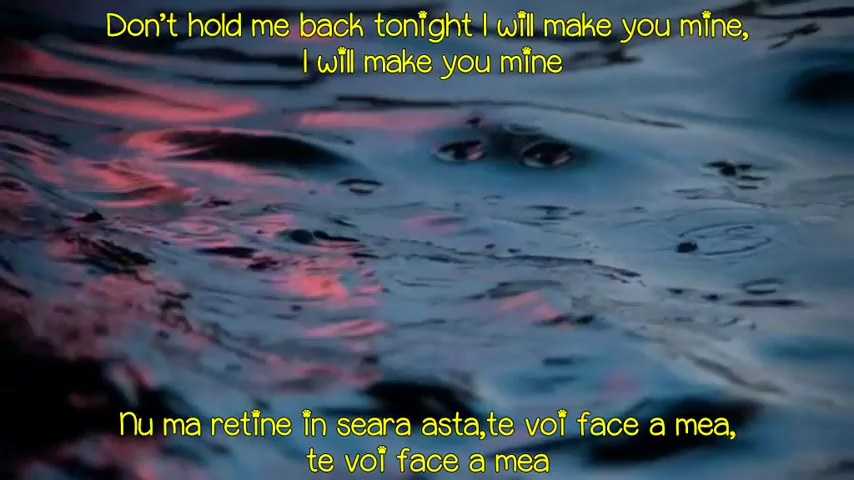 Don't hold me back tonight I will make you mine,
I will make you mine
Nu ma retine in seara asta,te voi face a mea,
te voi face a mea